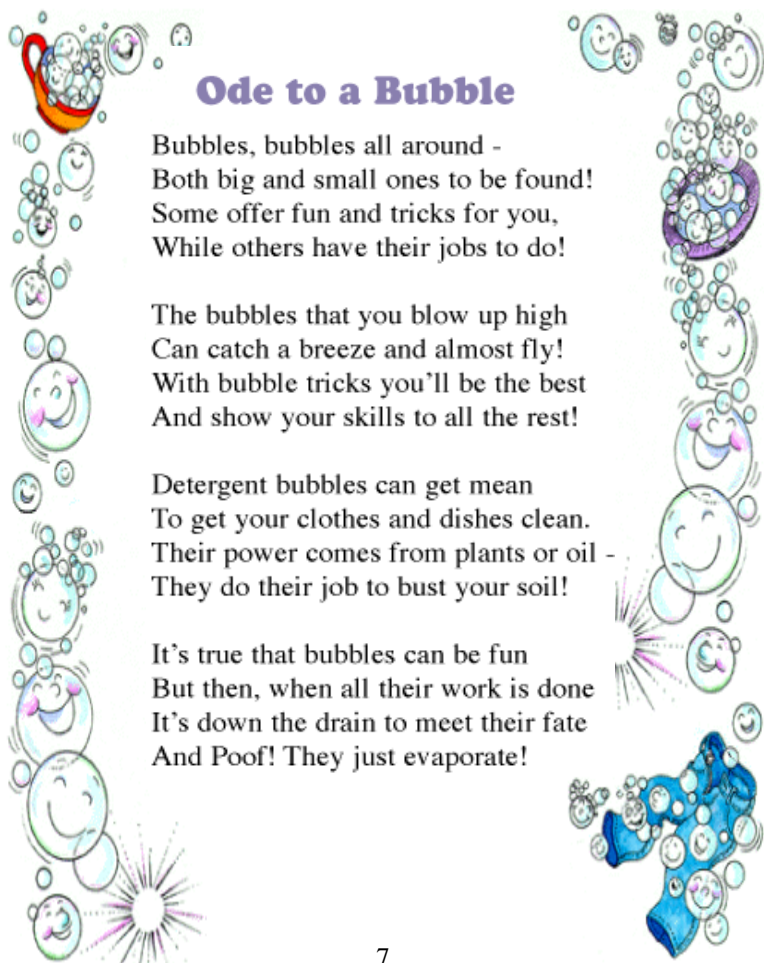 Ode to a Bubble
Bubbles, bubbles all around -
Both big and small ones to be found!
Some offer fun and tricks for you,
While others have their jobs to do!
The bubbles that you blow up high
Can catch a breeze and almost fly!
With bubble tricks you'll be the best
And show your skills to all the rest!
Detergent bubbles can get mean
To get your clothes and dishes clean.
Their power comes from plants or oil -
They do their job to bust your soil!
It's true that bubbles can be fun
But then, when all their work is done
It's down the drain to meet their fate
And Poof! They just evaporate!
7